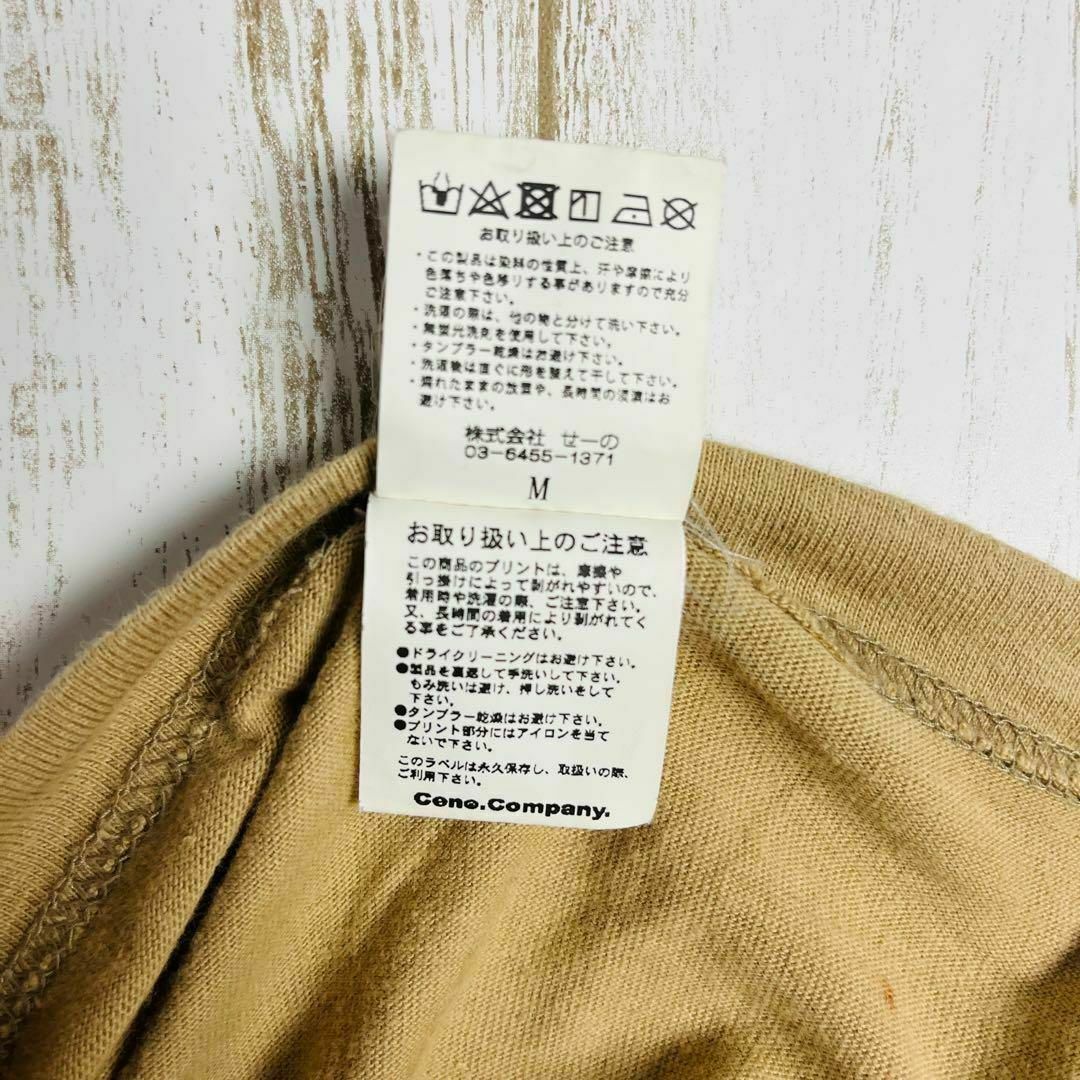 お取り扱い上のご注意
・この製品は染料の性質上、汗や摩擦により
色落ちや色移りする事がありますので充分
ご注意下さい。
・洗濯の際は、他の物と分けて洗い下さい。
・無蛍光洗剤を使用して下さい。
・タンブラー乾燥はお避け下さい。
・洗濯後は直ぐに形を整えて干して下さい。
・濡れたままの放置や、長時間の浸漬はお
避け下さい。
株式会社 せーの
03-6455-1371
M
お取り扱い上のご注意
この商品のプリントは、摩擦や
引っ掛けによって剥がれやすいので、
着用時や洗濯の際、ご注意下さい。
又、長時間の着用により剥がれてく
る事をご了承ください。
●ドライクリーニングはお避け下さい。
●製品を裏返して手洗いして下さい。
もみ洗いは避け、押し洗いをして
下さい。
●タンブラー乾燥はお避け下さい。
●プリント部分にはアイロンを当て
ないで下さい。
このラベルは永久保存し、取扱いの際、
ご利用下さい。
Ceno.Company.